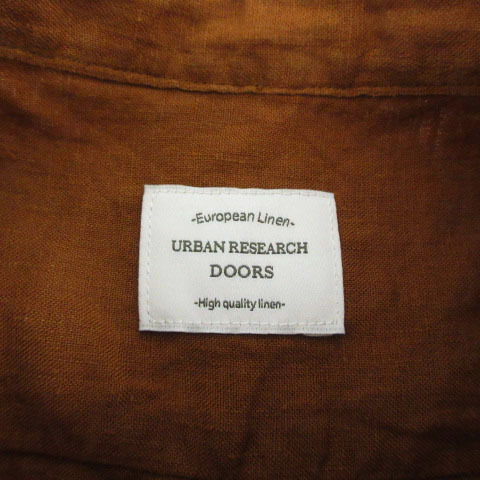 -European Linen-
URBAN RESEARCH
DOORS
-High quality linen-